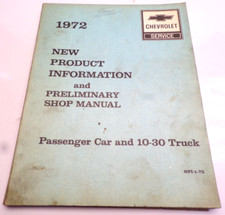 1972
CHEVROLET
SERVICE
NEW
PRODUCT
INFORMATION
and
PRELIMINARY
SHOP MANUAL
Passenger Car and 10-30 Truck